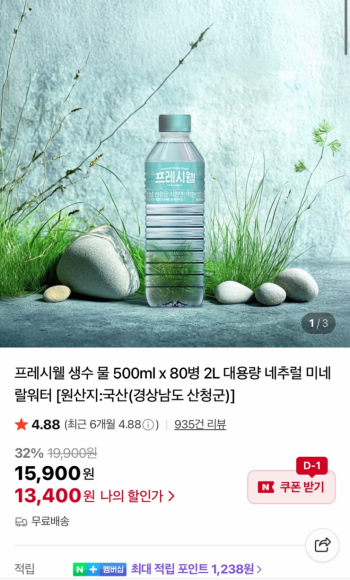 프레시웰
1 / 3
프레시웰 생수 물 500ml x 80병 2L 대용량 네추럴 미네
랄워터 [원산지:국산(경상남도 산청군)]
★ 4.88 (최근 6개월 4.88ⓘ) | 935건 리뷰
32% 19,900원
15,900원
D-1
13,400원 나의 할인가 >
N 쿠폰 받기
무료배송
적립 N + 멤버십 최대 적립 포인트 1,238원 >